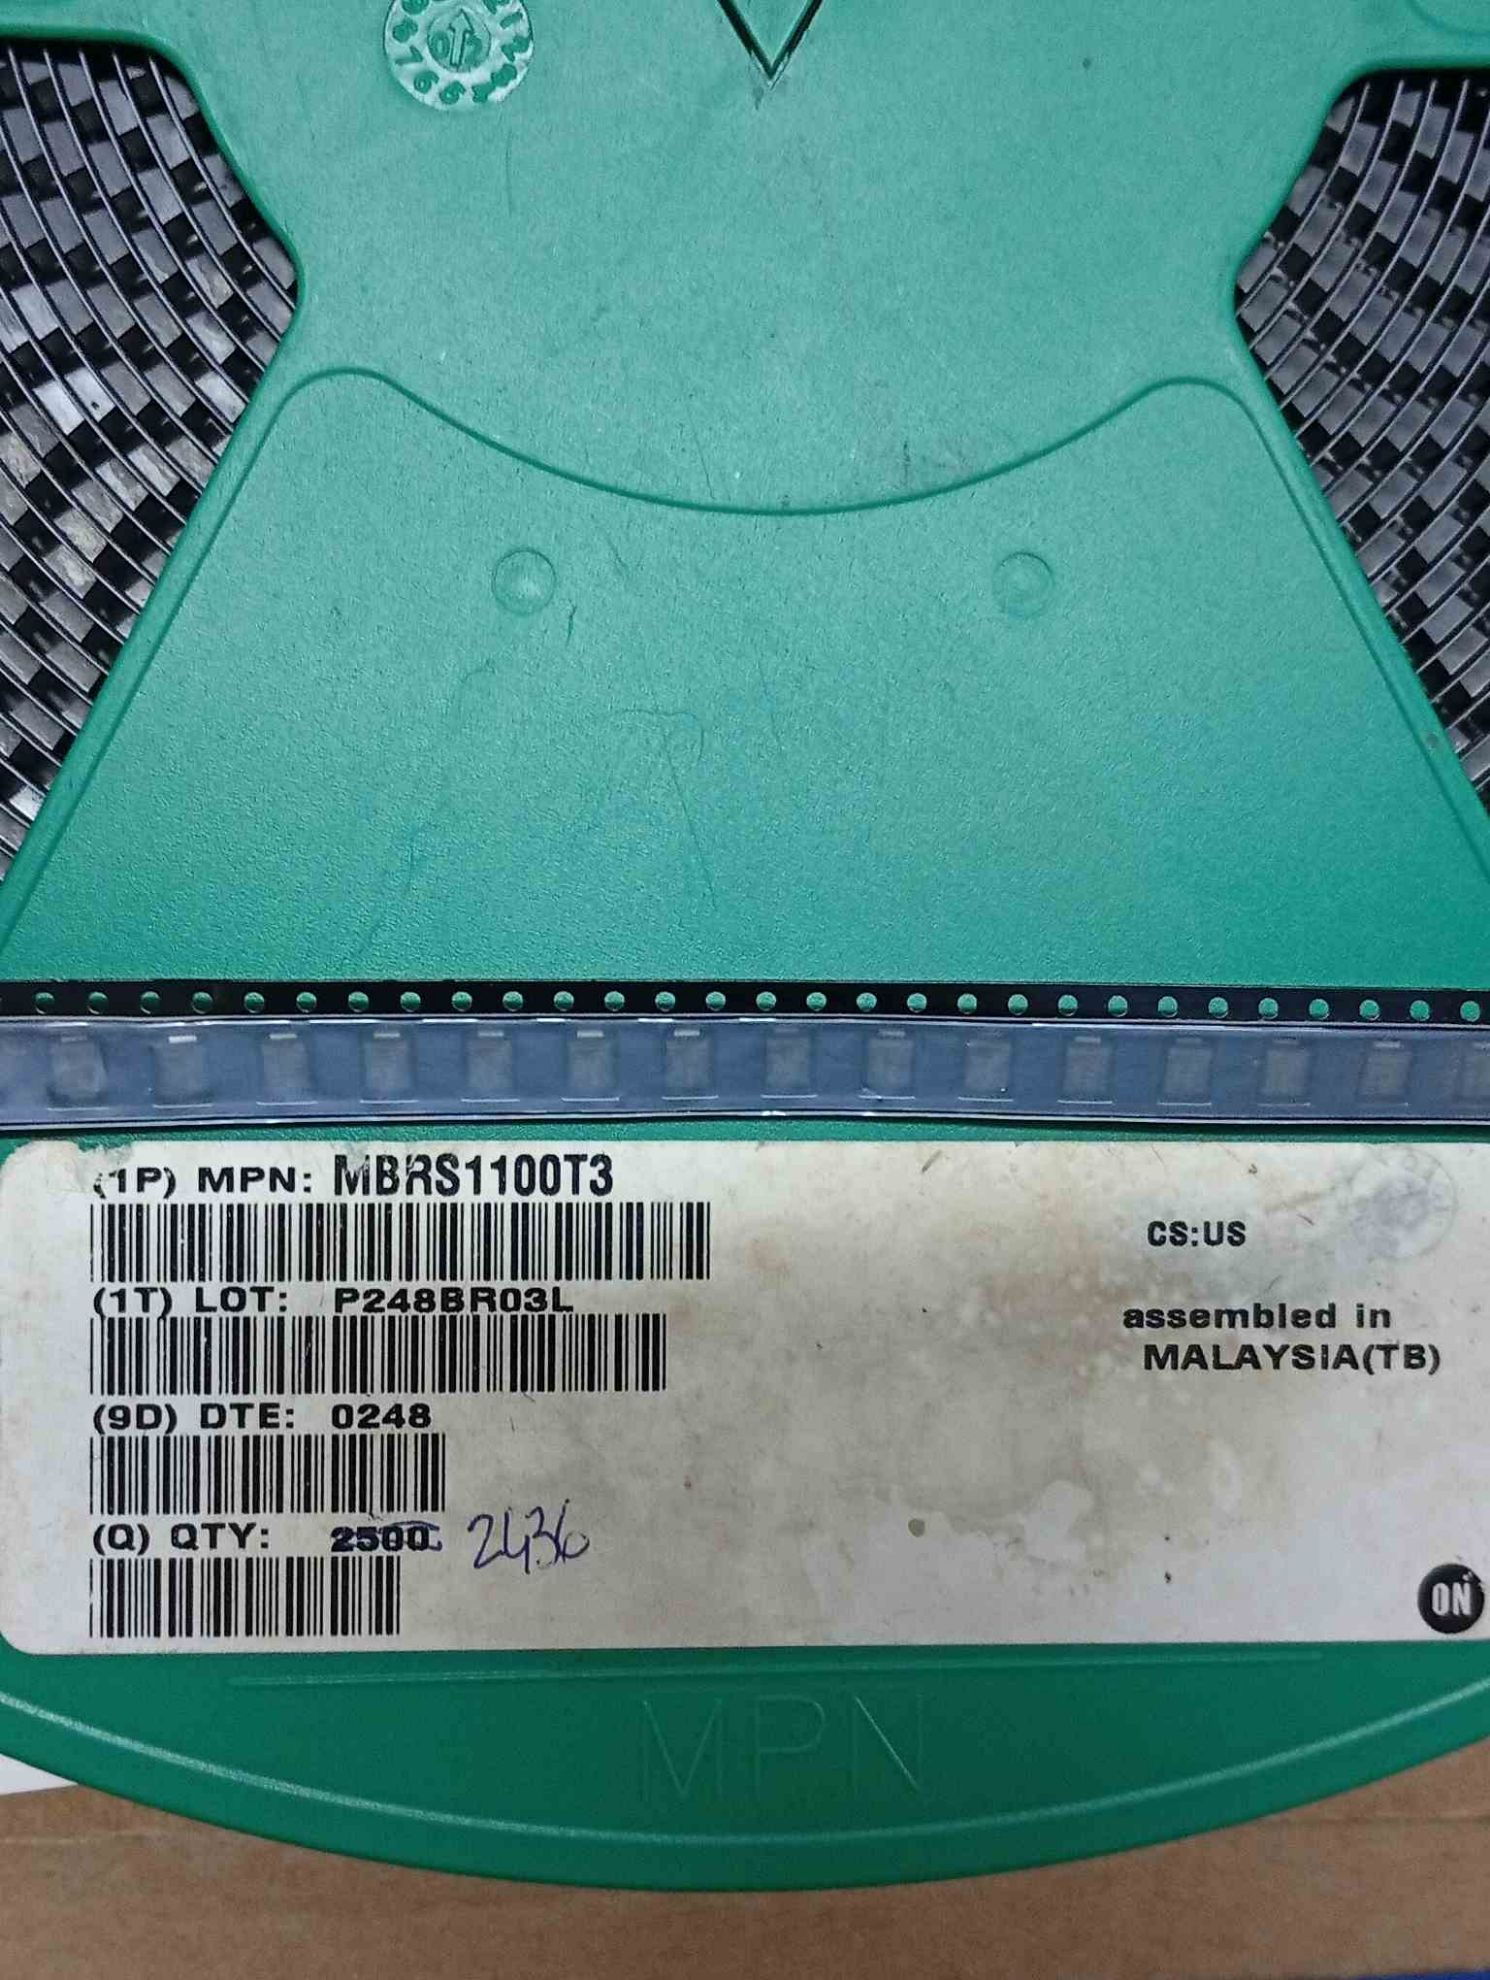 (1P) MPN: MBRS1100T3
(1T) LOT: P248BR03L
(9D) DTE: 0248
(Q) QTY: 2500 2436
CS:US
assembled in
MALAYSIA(TB)
ON
MPN